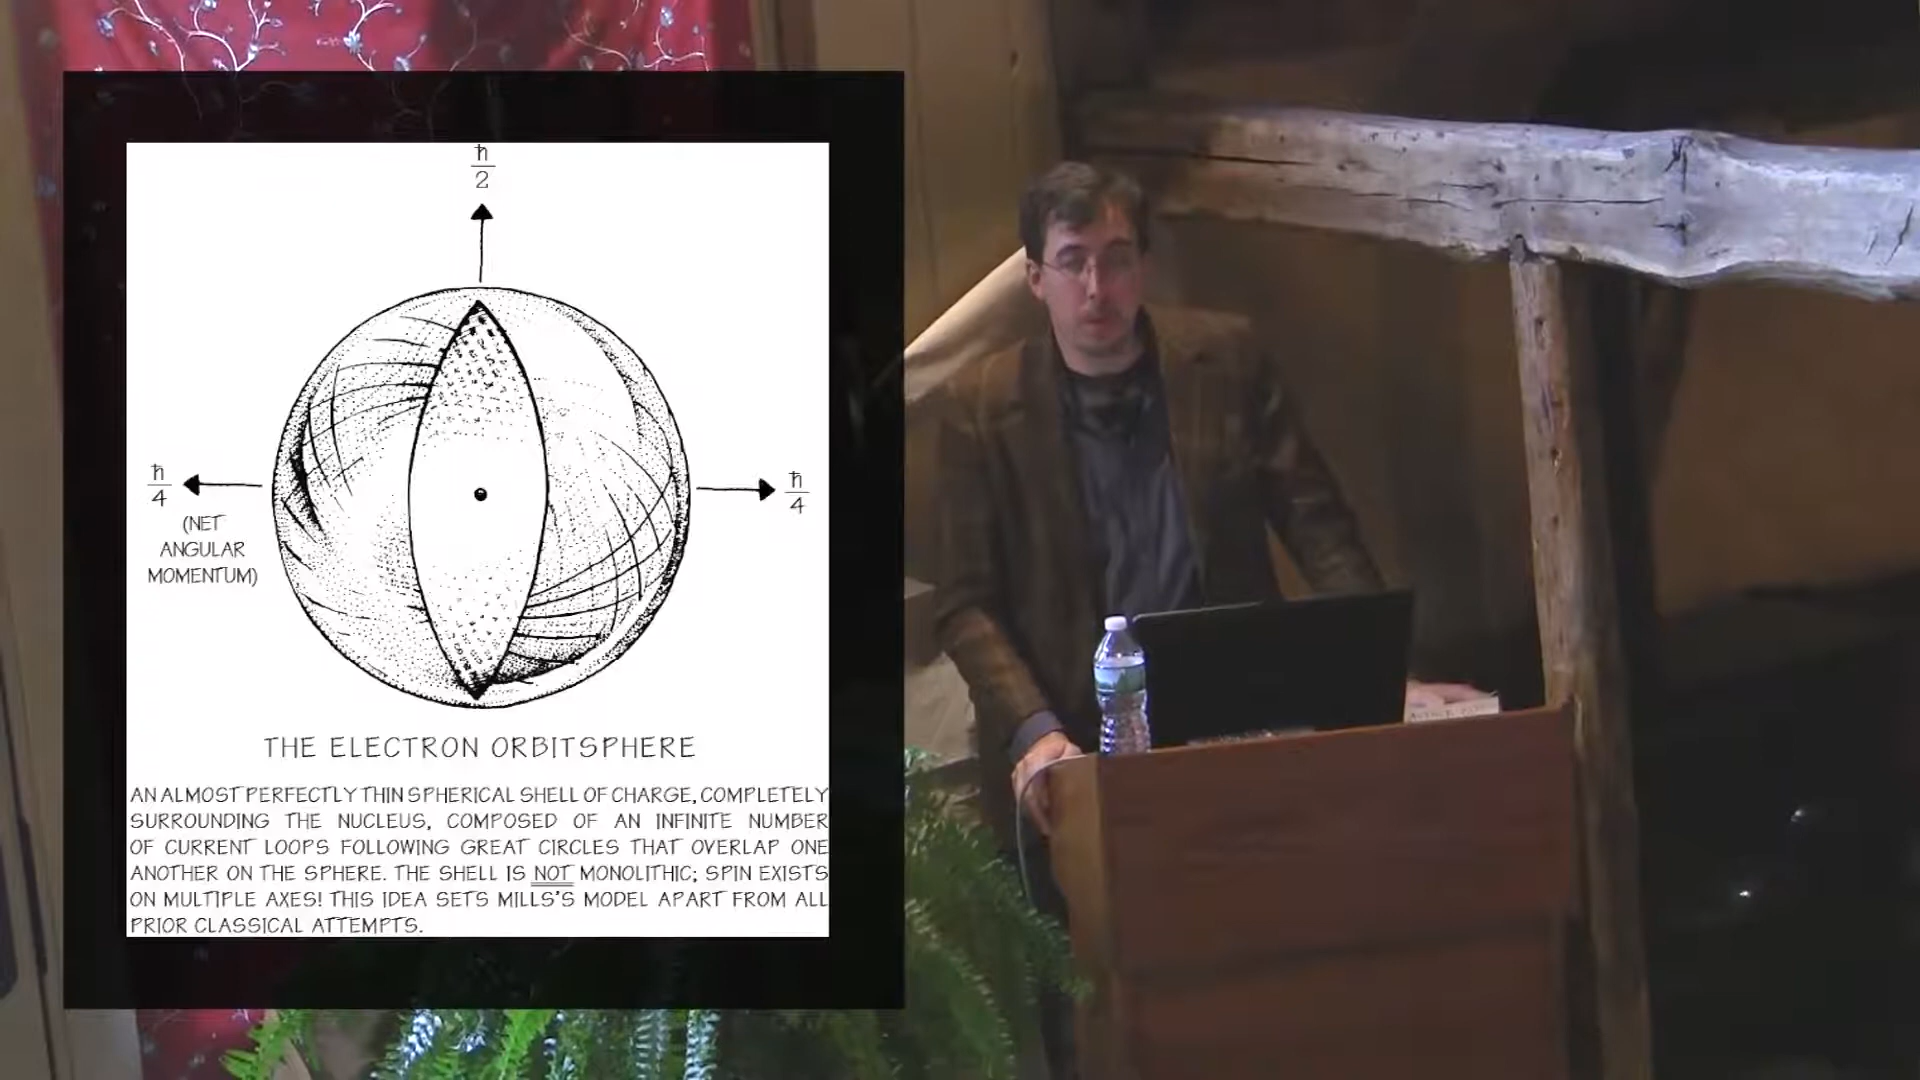 ħ
2
ħ
4
(NET
ANGULAR
MOMENTUM)
ħ
4
THE ELECTRON ORBITSPHERE
AN ALMOST PERFECTLY THIN SPHERICAL SHELL OF CHARGE, COMPLETELY
SURROUNDING THE NUCLEUS, COMPOSED OF AN INFINITE NUMBER
OF CURRENT LOOPS FOLLOWING GREAT CIRCLES THAT OVERLAP ONE
ANOTHER ON THE SPHERE. THE SHELL IS NOT MONOLITHIC; SPIN EXISTS
ON MULTIPLE AXES! THIS IDEA SETS MILLS'S MODEL APART FROM ALL
PRIOR CLASSICAL ATTEMPTS.